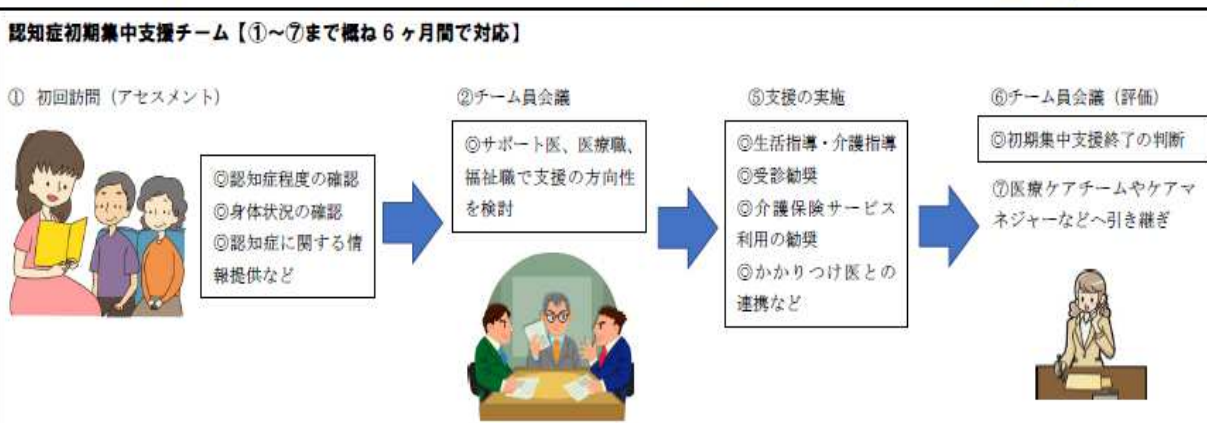 認知症初期集中支援チーム【①～⑦まで概ね6ヶ月間で対応】
① 初回訪問（アセスメント）
◎認知症程度の確認
◎身体状況の確認
◎認知症に関する情
報提供など
②チーム員会議
◎サポート医、医療職、
福祉職で支援の方向性
を検討
⑤支援の実施
◎生活指導・介護指導
◎受診勧奨
◎介護保険サービス
利用の勧奨
◎かかりつけ医との
連携など
⑥チーム員会議（評価）
◎初期集中支援終了の判断
⑦医療ケアチームやケアマ
ネジャーなどへ引き継ぎ